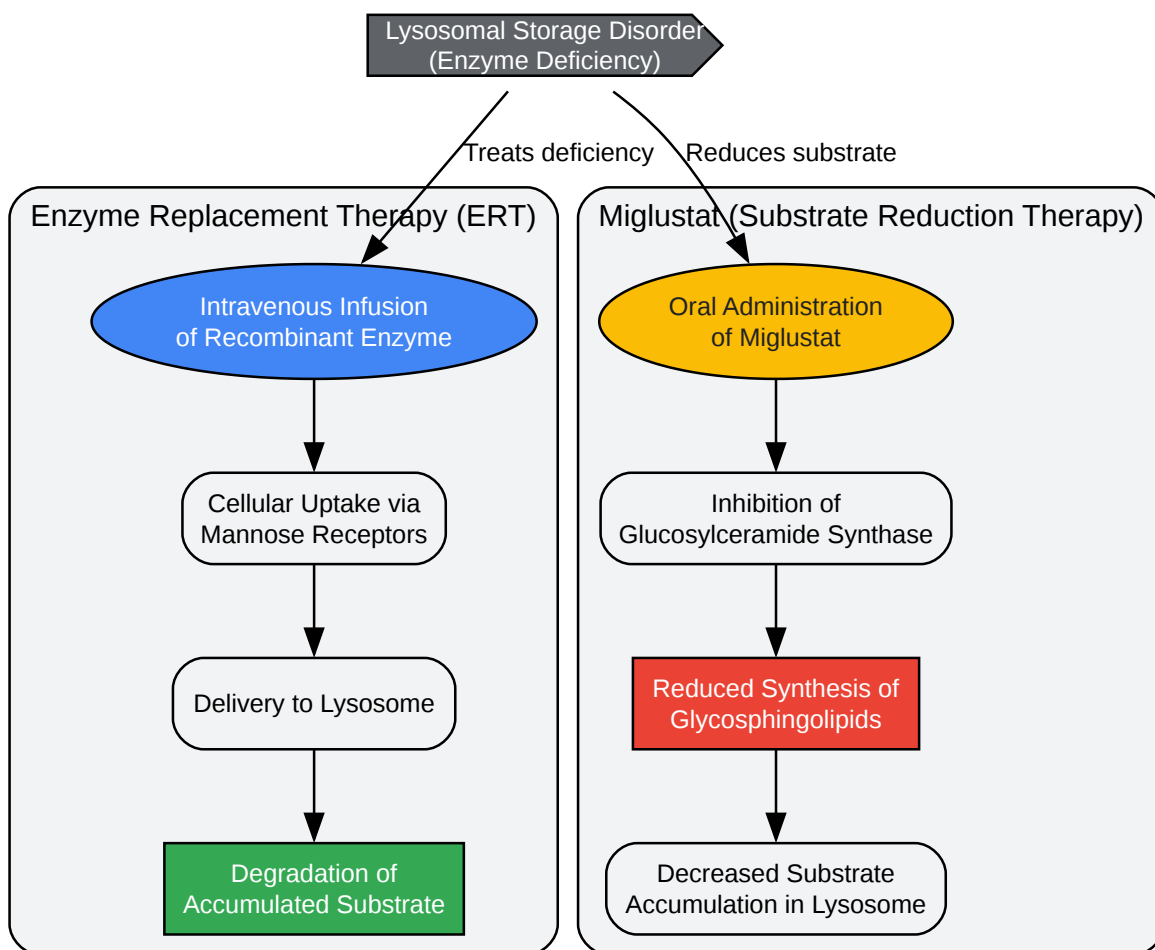 Lysosomal Storage Disorder
(Enzyme Deficiency)
Treats deficiency
Reduces substrate
Enzyme Replacement Therapy (ERT)
Intravenous Infusion
of Recombinant Enzyme
Cellular Uptake via
Mannose Receptors
Delivery to Lysosome
Degradation of
Accumulated Substrate
Miglustat (Substrate Reduction Therapy)
Oral Administration
of Miglustat
Inhibition of
Glucosylceramide Synthase
Reduced Synthesis of
Glycosphingolipids
Decreased Substrate
Accumulation in Lysosome